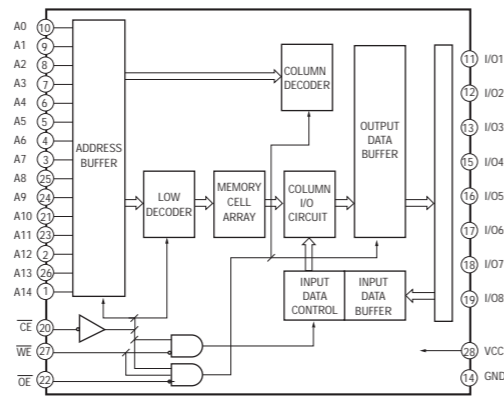 A0 10
A1 9
A2 8
A3 7
A4 6
A5 5
A6 4
A7 3
A8 25
A9 24
A10 21
A11 23
A12 2
A13 26
A14 1
CE 20
WE 27
OE 22
ADDRESS
BUFFER
COLUMN
DECODER
LOW
DECODER
MEMORY
CELL
ARRAY
COLUMN
I/O
CIRCUIT
OUTPUT
DATA
BUFFER
INPUT
DATA
CONTROL
INPUT
DATA
BUFFER
11 I/O1
12 I/O2
13 I/O3
15 I/O4
16 I/O5
17 I/O6
18 I/O7
19 I/O8
28 VCC
14 GND